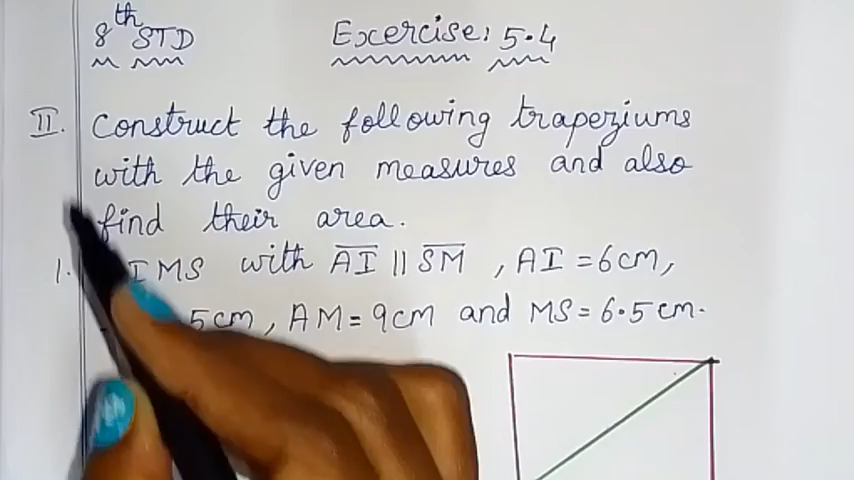 8th STD Exercise: 5.4
II. Construct the following trapeziums
with the given measures and also
find their area.
1. IMS with AI || SM , AI = 6cm,
5cm, AM = 9cm and MS = 6.5cm.